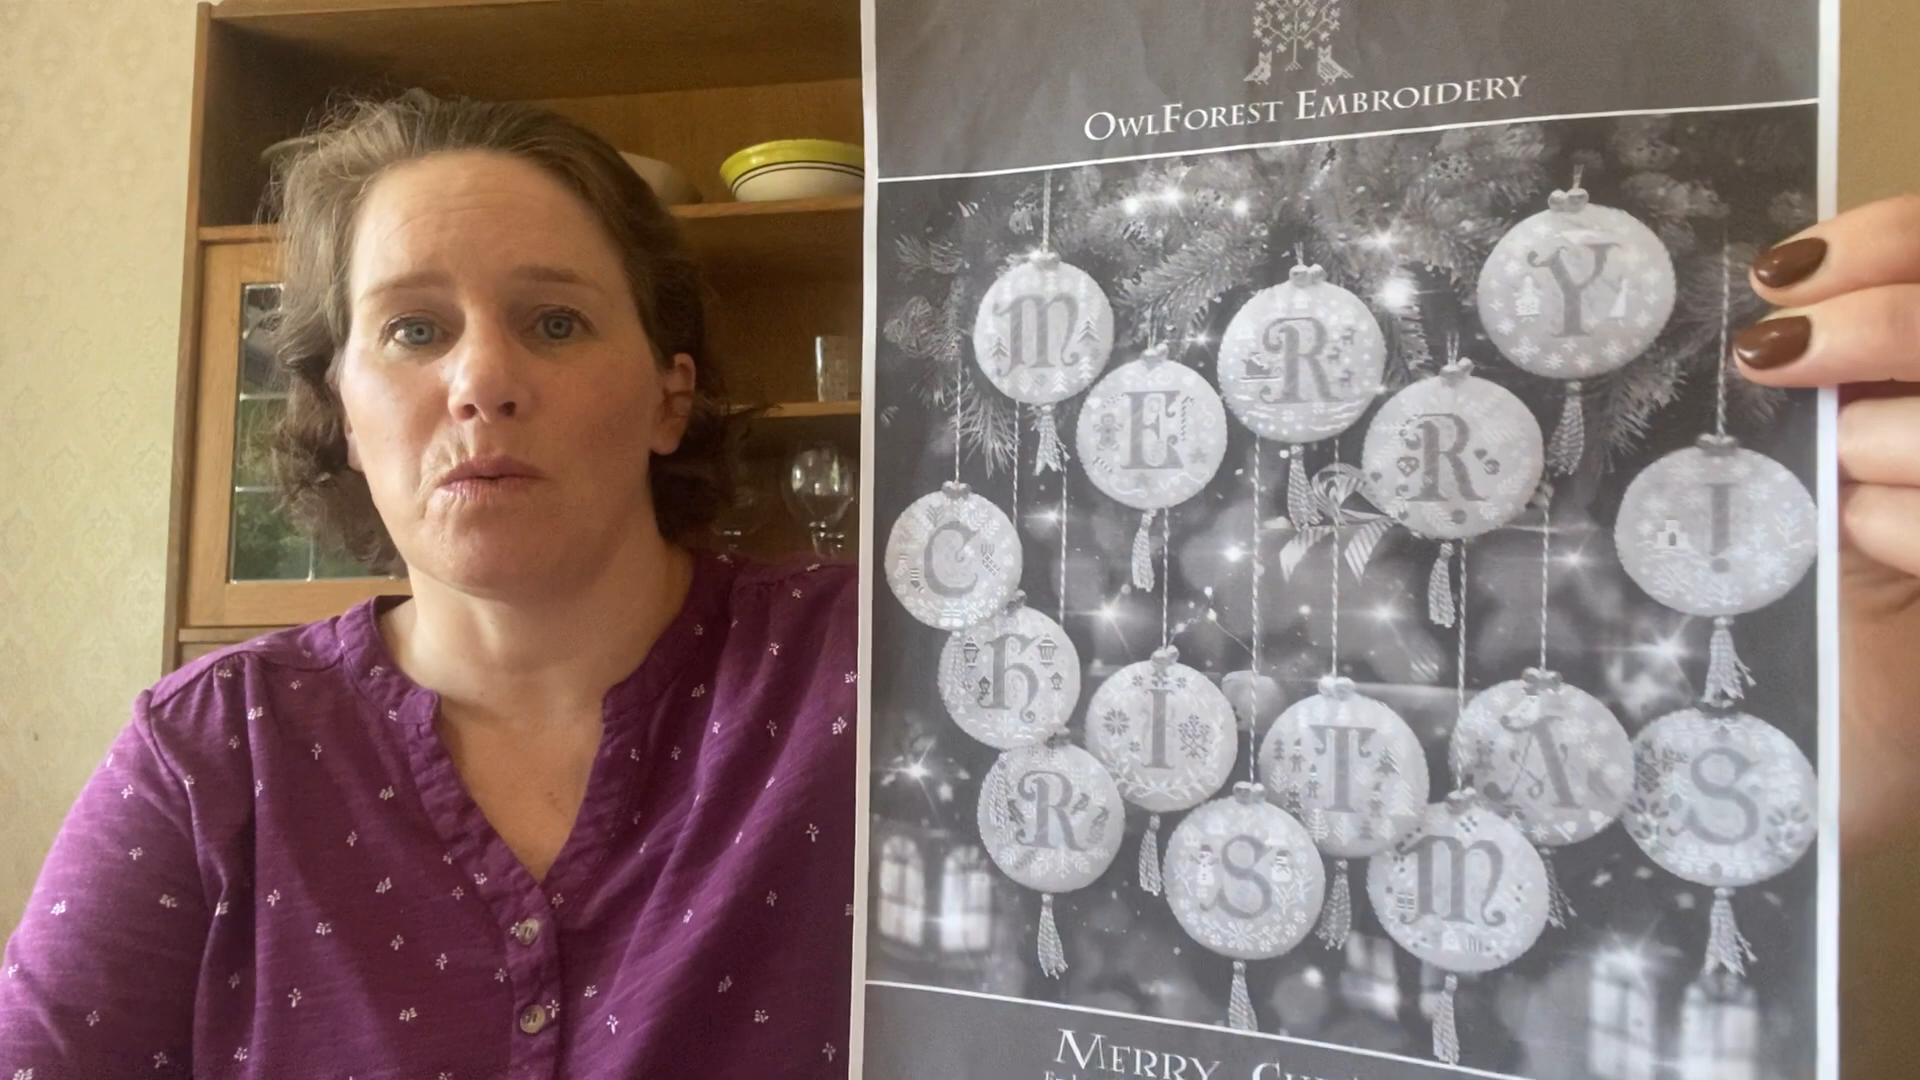 OwlForest Embroidery
M E R R Y
C H R I S T M A S !
Merry